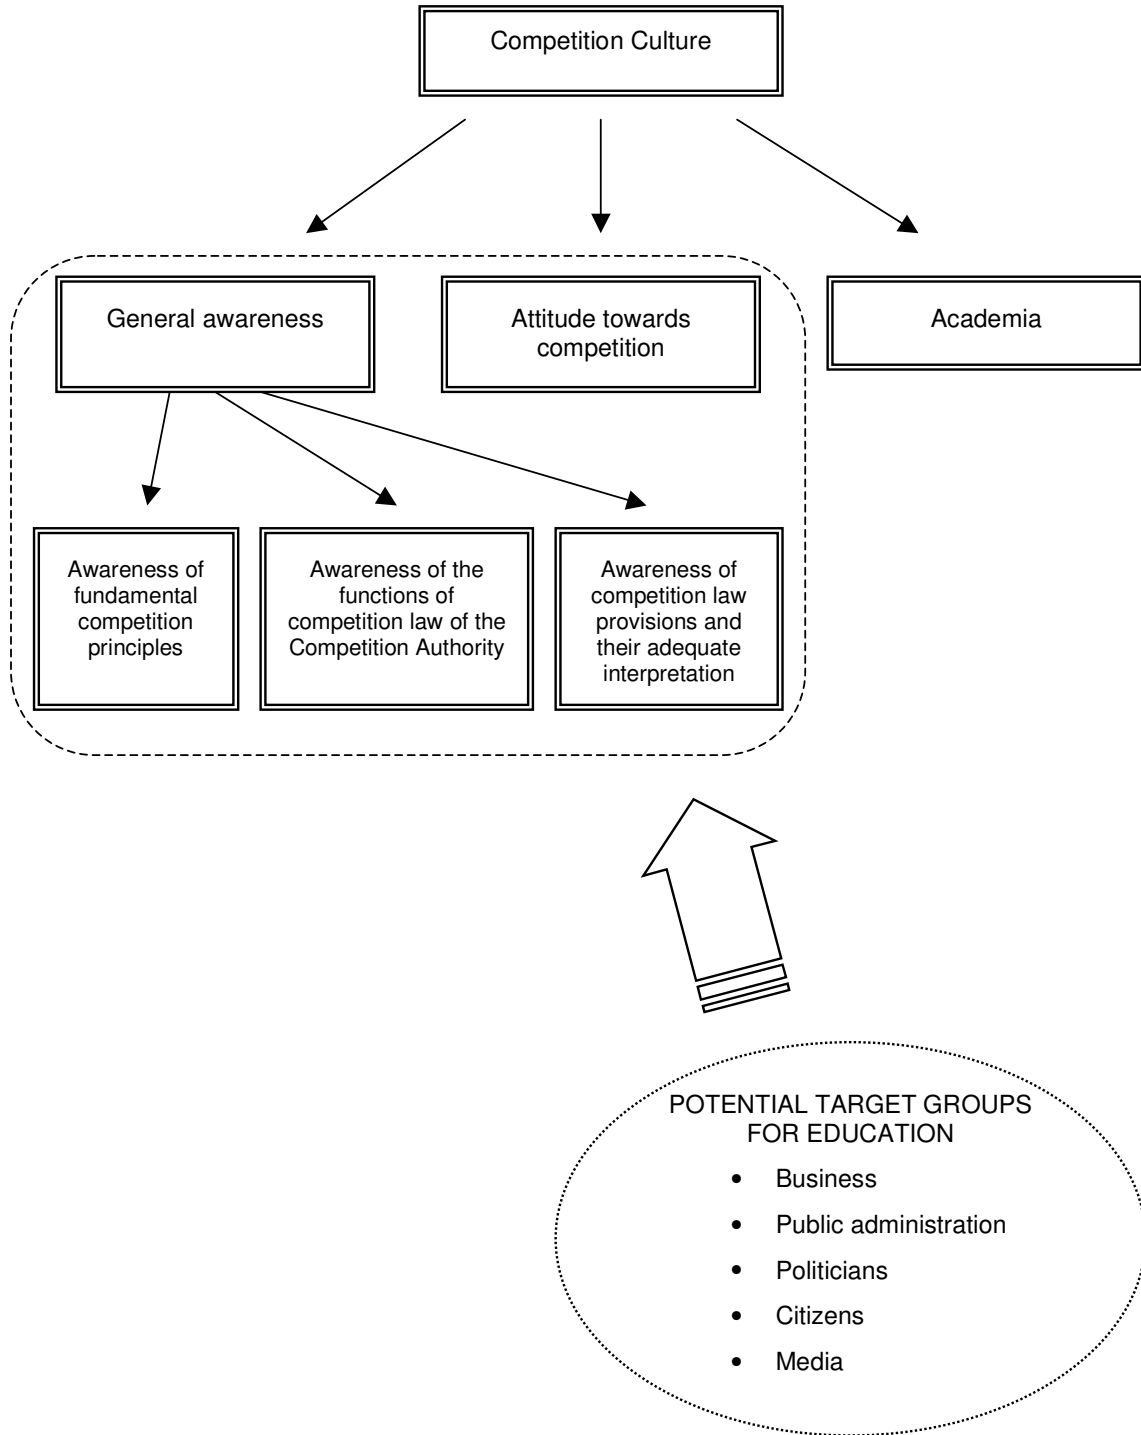 Competition Culture
General awareness
Attitude towards
competition
Academia
Awareness of
fundamental
competition
principles
Awareness of the
functions of
competition law of the
Competition Authority
Awareness of
competition law
provisions and
their adequate
interpretation
POTENTIAL TARGET GROUPS
FOR EDUCATION
• Business
• Public administration
• Politicians
• Citizens
• Media